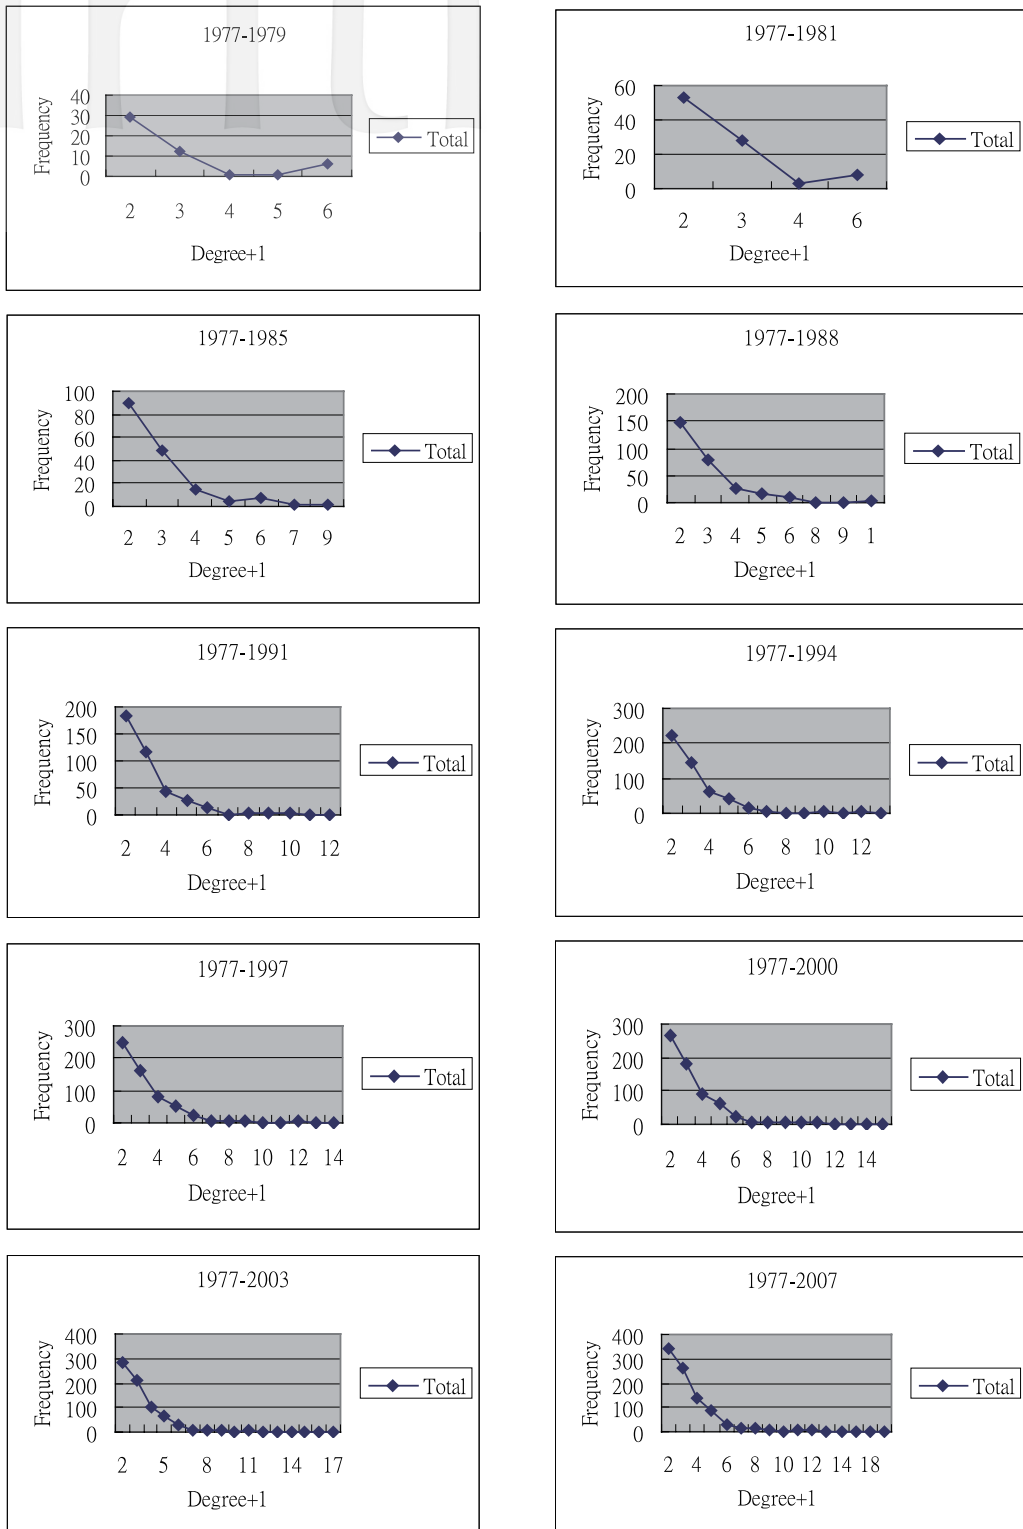 1977-1979
40
30
20
10
0
Frequency
2 3 4 5 6
Degree+1
Total
1977-1981
60
40
20
0
Frequency
2 3 4 6
Degree+1
Total
1977-1985
100
80
60
40
20
0
Frequency
2 3 4 5 6 7 9
Degree+1
Total
1977-1988
200
150
100
50
0
Frequency
2 3 4 5 6 8 9 1
Degree+1
Total
1977-1991
200
150
100
50
0
Frequency
2 4 6 8 10 12
Degree+1
Total
1977-1994
300
200
100
0
Frequency
2 4 6 8 10 12
Degree+1
Total
1977-1997
300
200
100
0
Frequency
2 4 6 8 10 12 14
Degree+1
Total
1977-2000
300
200
100
0
Frequency
2 4 6 8 10 12 14
Degree+1
Total
1977-2003
400
300
200
100
0
Frequency
2 5 8 11 14 17
Degree+1
Total
1977-2007
400
300
200
100
0
Frequency
2 4 6 8 10 12 14 18
Degree+1
Total